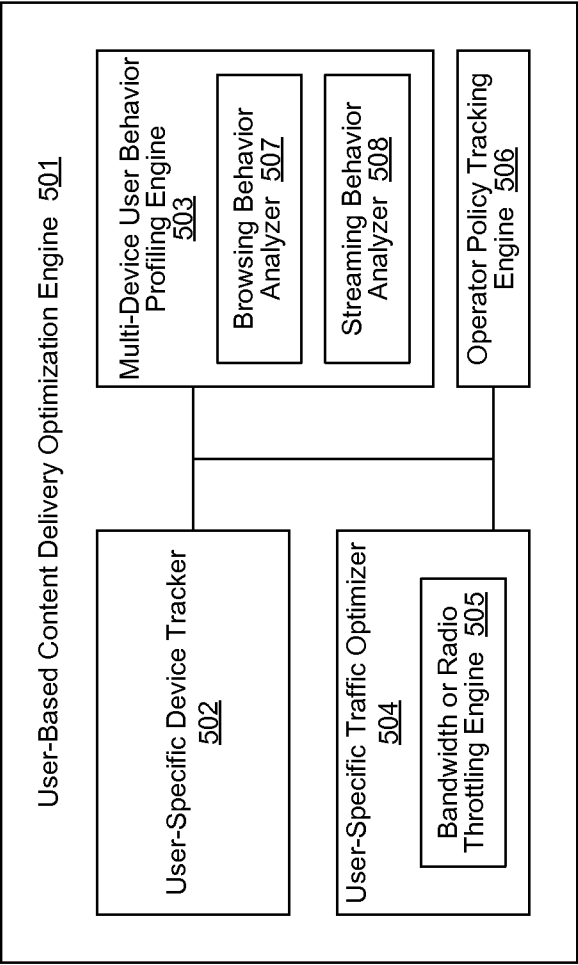 User-Based Content Delivery Optimization Engine 501
User-Specific Device Tracker
502
Multi-Device User Behavior
Profiling Engine
503
Browsing Behavior
Analyzer 507
Streaming Behavior
Analyzer 508
User-Specific Traffic Optimizer
504
Bandwidth or Radio
Throttling Engine 505
Operator Policy Tracking
Engine 506